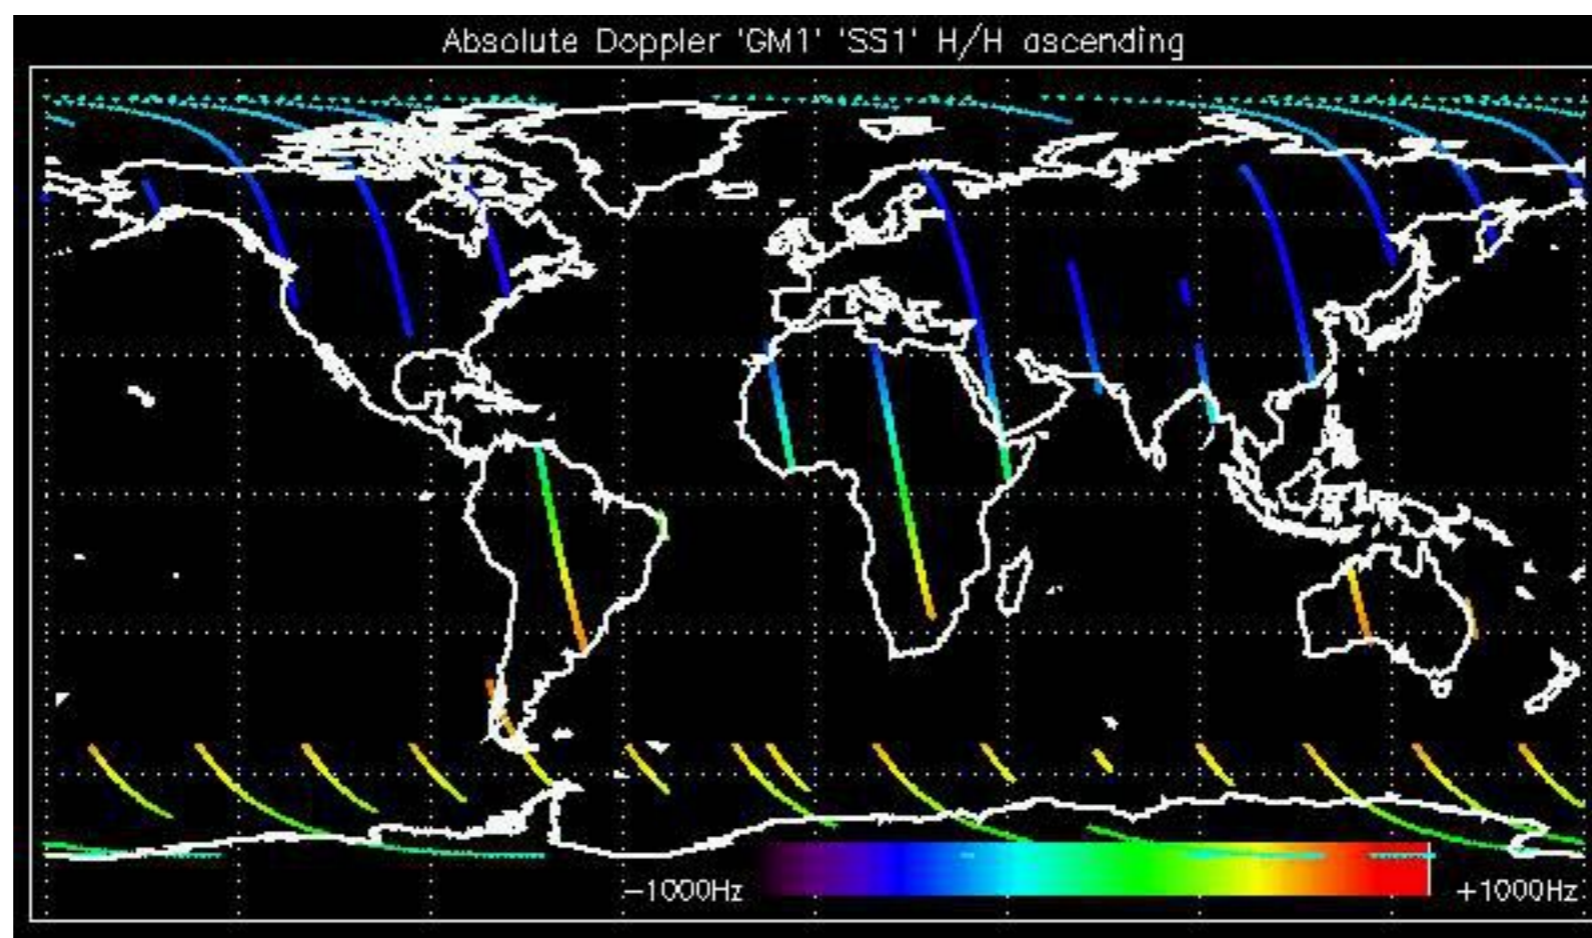 Absolute Doppler 'GM1' 'SS1' H/H ascending
−1000Hz
+1000Hz